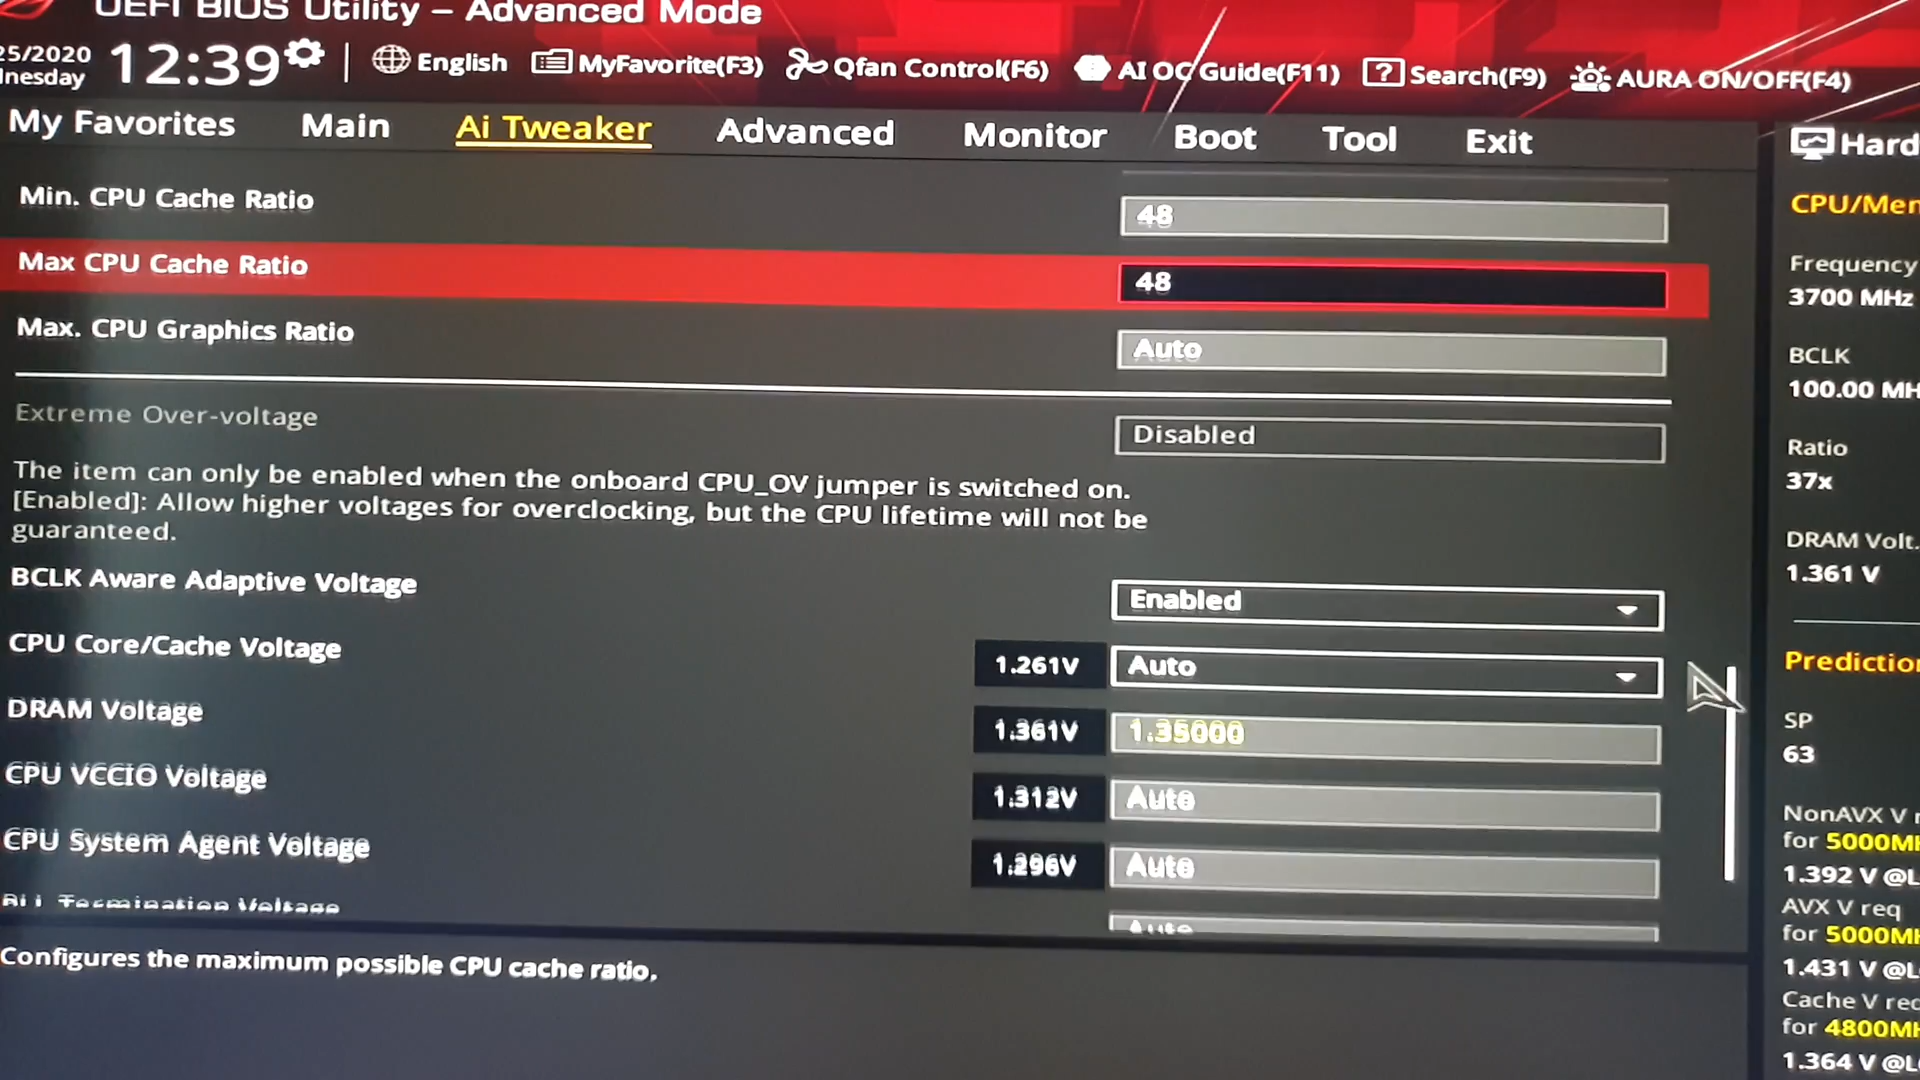 UEFI BIOS Utility – Advanced Mode
25/2020
12:39
English
MyFavorite(F3)
Qfan Control(F6)
AI OC Guide(F11)
Search(F9)
AURA ON/OFF(F4)
My Favorites
Main
Ai Tweaker
Advanced
Monitor
Boot
Tool
Exit
Min. CPU Cache Ratio
48
Max CPU Cache Ratio
48
Max. CPU Graphics Ratio
Auto
Extreme Over-voltage
Disabled
The item can only be enabled when the onboard CPU_OV jumper is switched on.
[Enabled]: Allow higher voltages for overclocking, but the CPU lifetime will not be
guaranteed.
BCLK Aware Adaptive Voltage
Enabled
CPU Core/Cache Voltage
1.261V
Auto
DRAM Voltage
1.361V
1.35000
CPU VCCIO Voltage
1.312V
Auto
CPU System Agent Voltage
1.296V
Auto
PLL Termination Voltage
Auto
Configures the maximum possible CPU cache ratio.
Hard
CPU/Mem
Frequency
3700 MHz
BCLK
100.00 MH
Ratio
37x
DRAM Volt.
1.361 V
Prediction
SP
63
NonAVX V r
for 5000MH
1.392 V @L
AVX V req
for 5000MH
1.431 V @L
Cache V req
for 4800MH
1.364 V @L